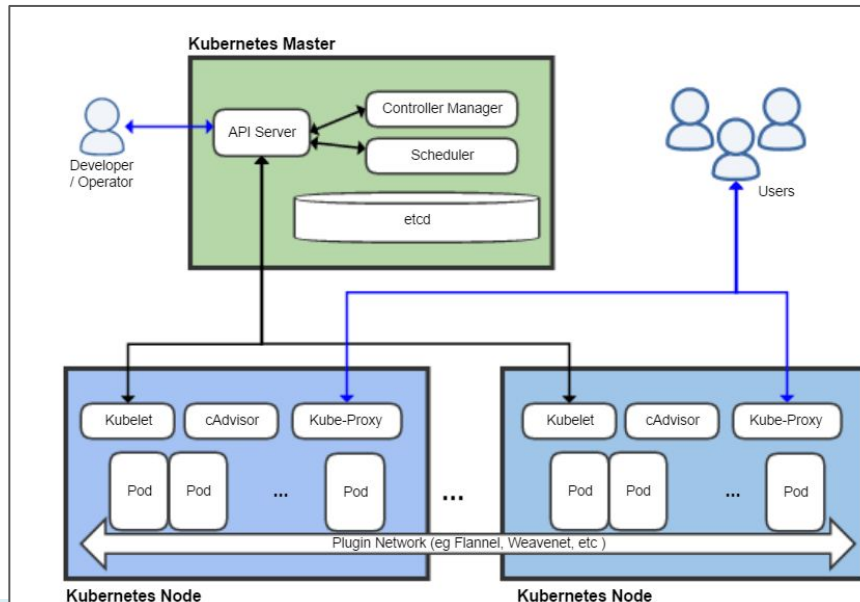 Kubernetes Master
API Server
Controller Manager
Scheduler
etcd
Developer
/ Operator
Users
Kubelet
cAdvisor
Kube-Proxy
Pod
Pod
...
Pod
...
Kubelet
cAdvisor
Kube-Proxy
Pod
Pod
...
Pod
Plugin Network (eg Flannel, Weavenet, etc )
Kubernetes Node
Kubernetes Node